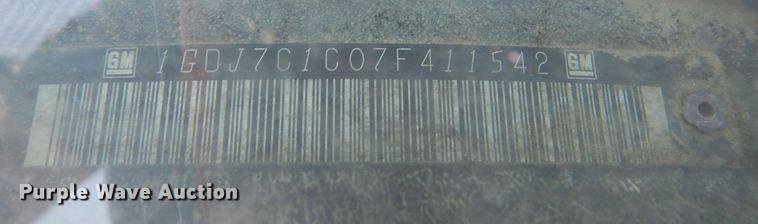 GM 1GDJ7C1C07F411542 GM
Purple Wave Auction